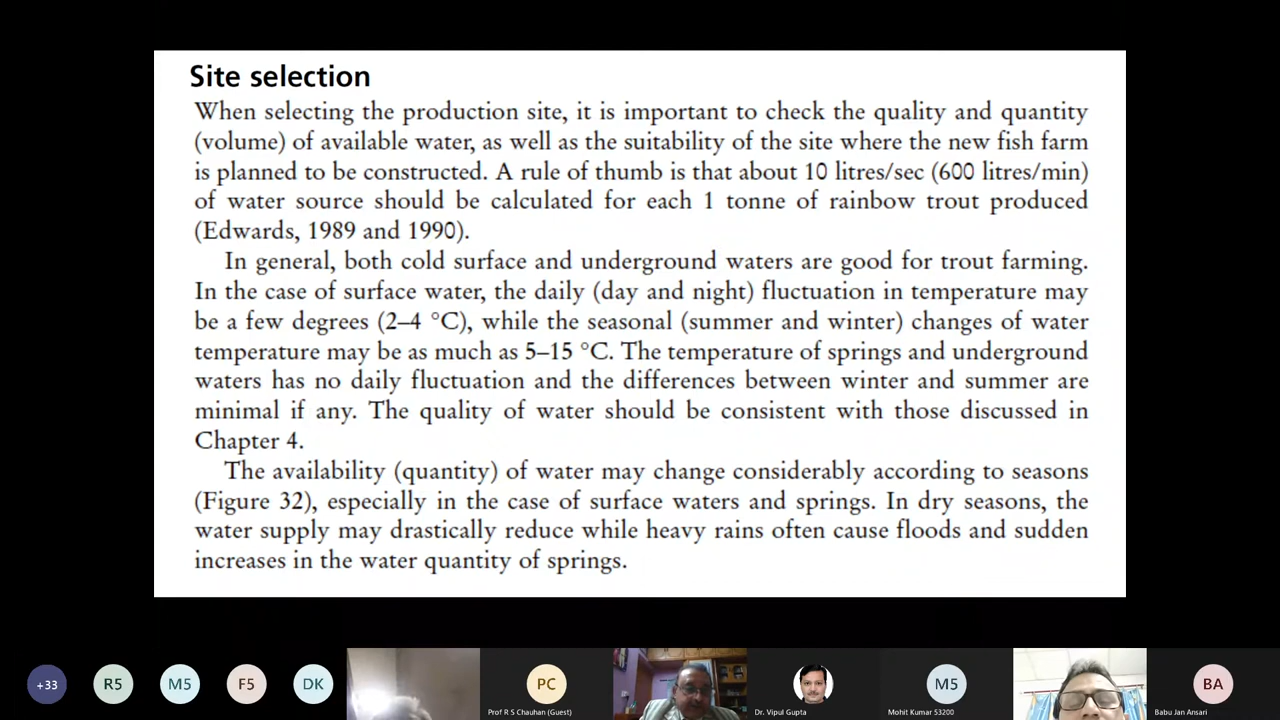 Site selection
When selecting the production site, it is important to check the quality and quantity
(volume) of available water, as well as the suitability of the site where the new fish farm
is planned to be constructed. A rule of thumb is that about 10 litres/sec (600 litres/min)
of water source should be calculated for each 1 tonne of rainbow trout produced
(Edwards, 1989 and 1990).
In general, both cold surface and underground waters are good for trout farming.
In the case of surface water, the daily (day and night) fluctuation in temperature may
be a few degrees (2–4 °C), while the seasonal (summer and winter) changes of water
temperature may be as much as 5–15 °C. The temperature of springs and underground
waters has no daily fluctuation and the differences between winter and summer are
minimal if any. The quality of water should be consistent with those discussed in
Chapter 4.
The availability (quantity) of water may change considerably according to seasons
(Figure 32), especially in the case of surface waters and springs. In dry seasons, the
water supply may drastically reduce while heavy rains often cause floods and sudden
increases in the water quantity of springs.
+33 R5 M5 F5 DK PC M5 BA
Prof R S Chauhan (Guest) Dr. Vipul Gupta Mohit Kumar 53200 Babu Jan Ansari